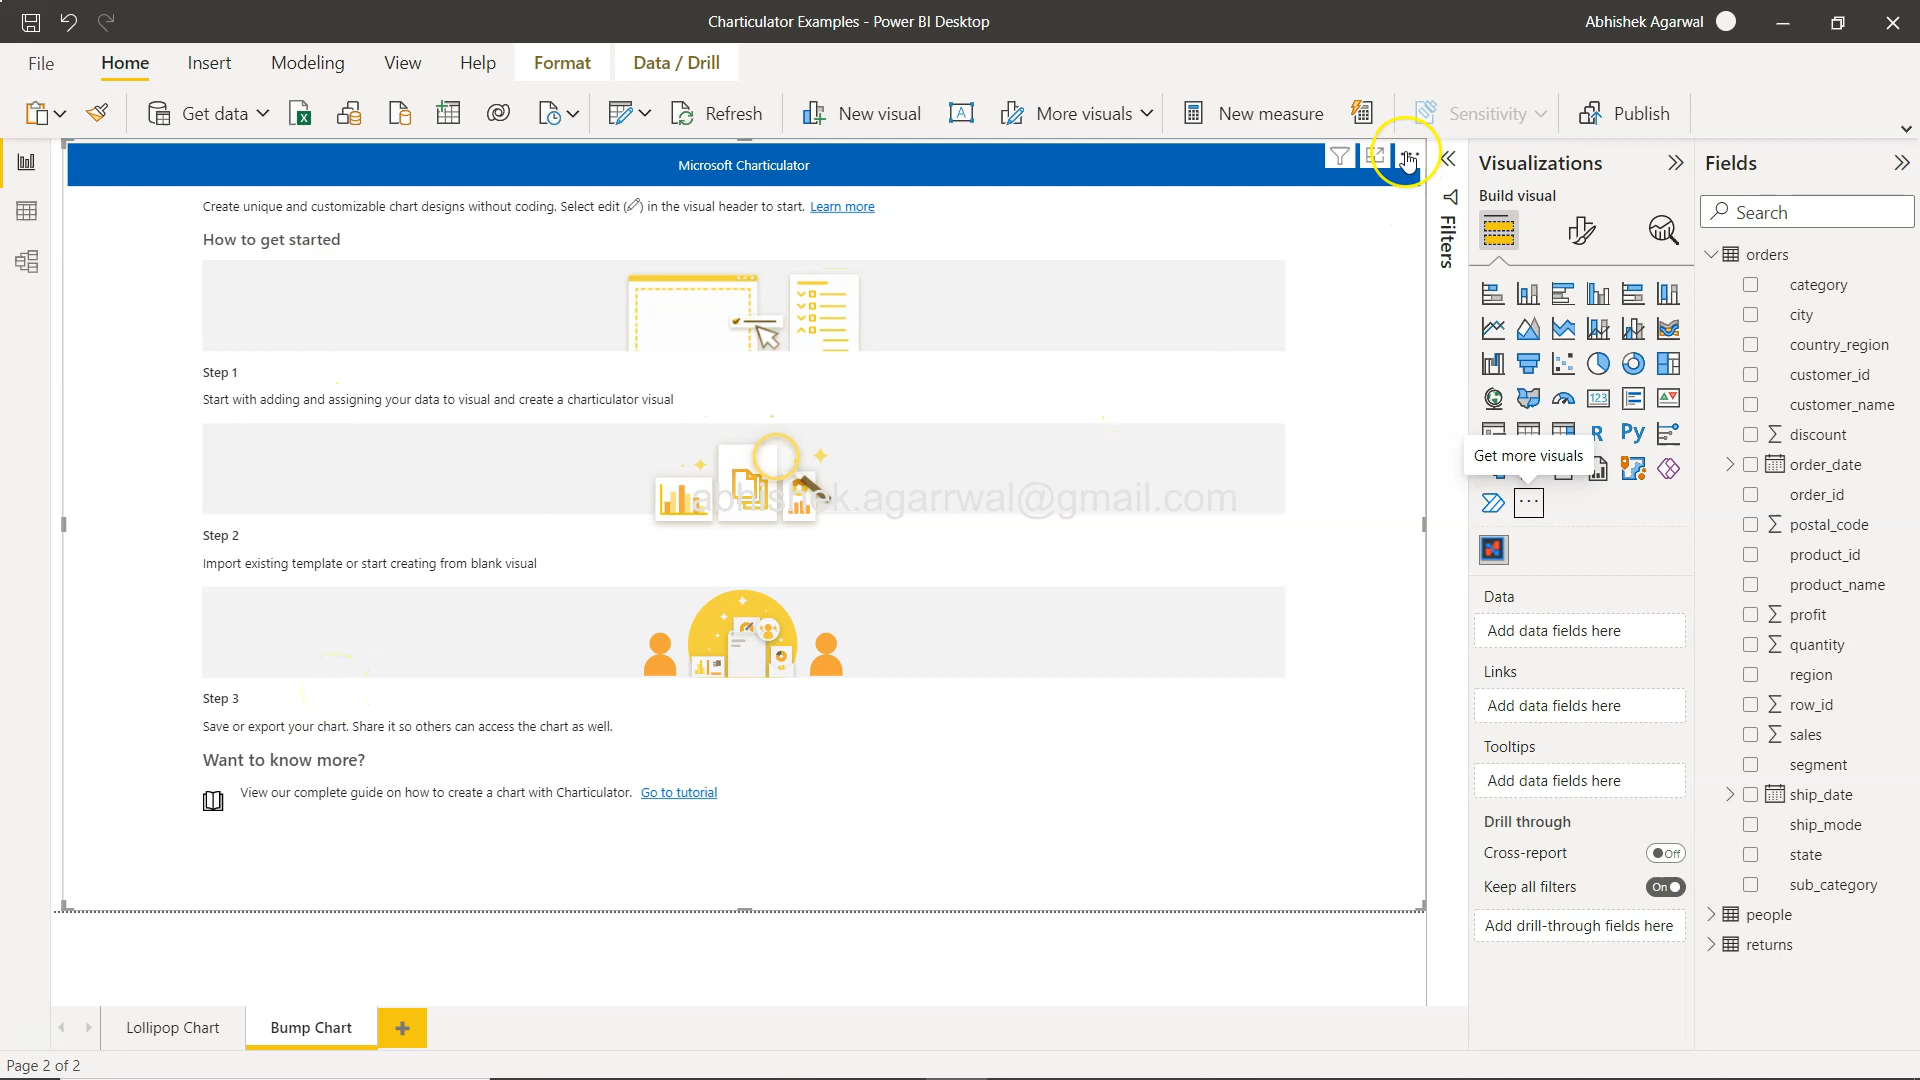 Charticulator Examples - Power BI Desktop
Abhishek Agarwal
File Home Insert Modeling View Help Format Data / Drill
Get data Refresh New visual More visuals New measure Sensitivity Publish
Microsoft Charticulator
Create unique and customizable chart designs without coding. Select edit ( ) in the visual header to start. Learn more
How to get started
Step 1
Start with adding and assigning your data to visual and create a charticulator visual
abhishek.agarrwal@gmail.com
Step 2
Import existing template or start creating from blank visual
Step 3
Save or export your chart. Share it so others can access the chart as well.
Want to know more?
View our complete guide on how to create a chart with Charticulator. Go to tutorial
Filters
Visualizations
Build visual
123
R Py
Get more visuals
Data
Add data fields here
Links
Add data fields here
Tooltips
Add data fields here
Drill through
Cross-report Off
Keep all filters On
Add drill-through fields here
Fields
Search
orders
category
city
country_region
customer_id
customer_name
discount
order_date
order_id
postal_code
product_id
product_name
profit
quantity
region
row_id
sales
segment
ship_date
ship_mode
state
sub_category
people
returns
Lollipop Chart Bump Chart
Page 2 of 2